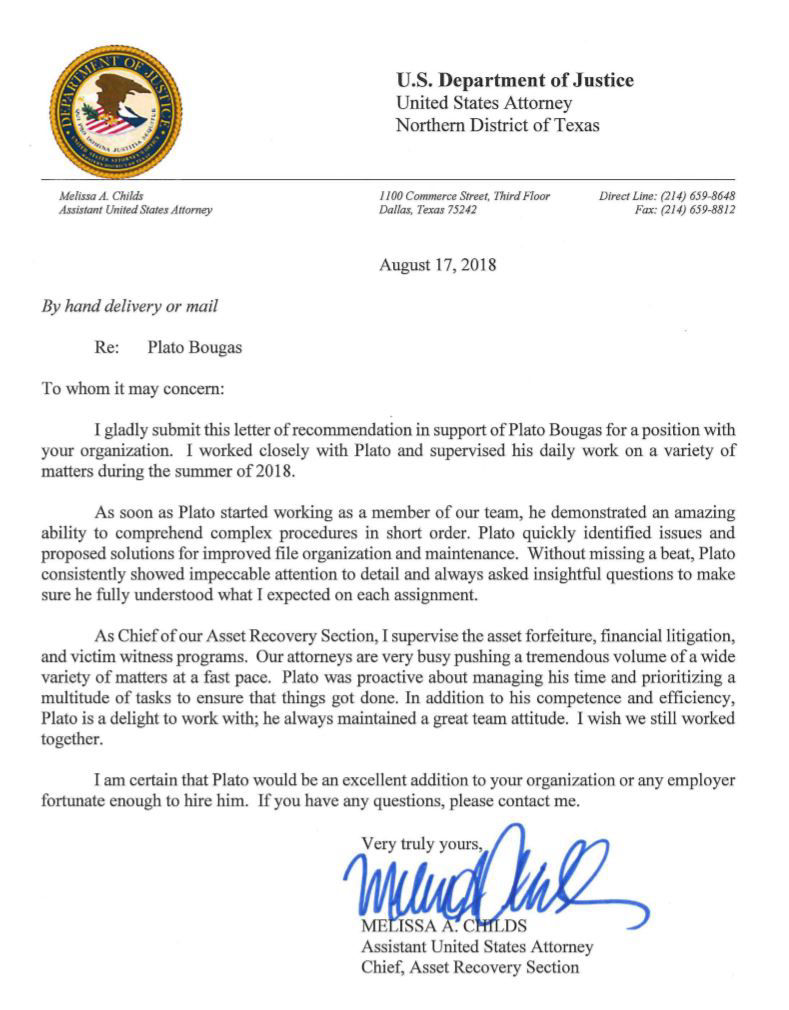 DEPARTMENT OF JUSTICE
QUI PRO DOMINA JUSTITIA SEQUITUR
U.S. Department of Justice
United States Attorney
Northern District of Texas
Melissa A. Childs
Assistant United States Attorney
1100 Commerce Street, Third Floor
Dallas, Texas 75242
Direct Line: (214) 659-8648
Fax: (214) 659-8812
August 17, 2018
By hand delivery or mail
Re: Plato Bougas
To whom it may concern:
I gladly submit this letter of recommendation in support of Plato Bougas for a position with
your organization. I worked closely with Plato and supervised his daily work on a variety of
matters during the summer of 2018.
As soon as Plato started working as a member of our team, he demonstrated an amazing
ability to comprehend complex procedures in short order. Plato quickly identified issues and
proposed solutions for improved file organization and maintenance. Without missing a beat, Plato
consistently showed impeccable attention to detail and always asked insightful questions to make
sure he fully understood what I expected on each assignment.
As Chief of our Asset Recovery Section, I supervise the asset forfeiture, financial litigation,
and victim witness programs. Our attorneys are very busy pushing a tremendous volume of a wide
variety of matters at a fast pace. Plato was proactive about managing his time and prioritizing a
multitude of tasks to ensure that things got done. In addition to his competence and efficiency,
Plato is a delight to work with; he always maintained a great team attitude. I wish we still worked
together.
I am certain that Plato would be an excellent addition to your organization or any employer
fortunate enough to hire him. If you have any questions, please contact me.
Very truly yours,
MELISSA A. CHILDS
Assistant United States Attorney
Chief, Asset Recovery Section